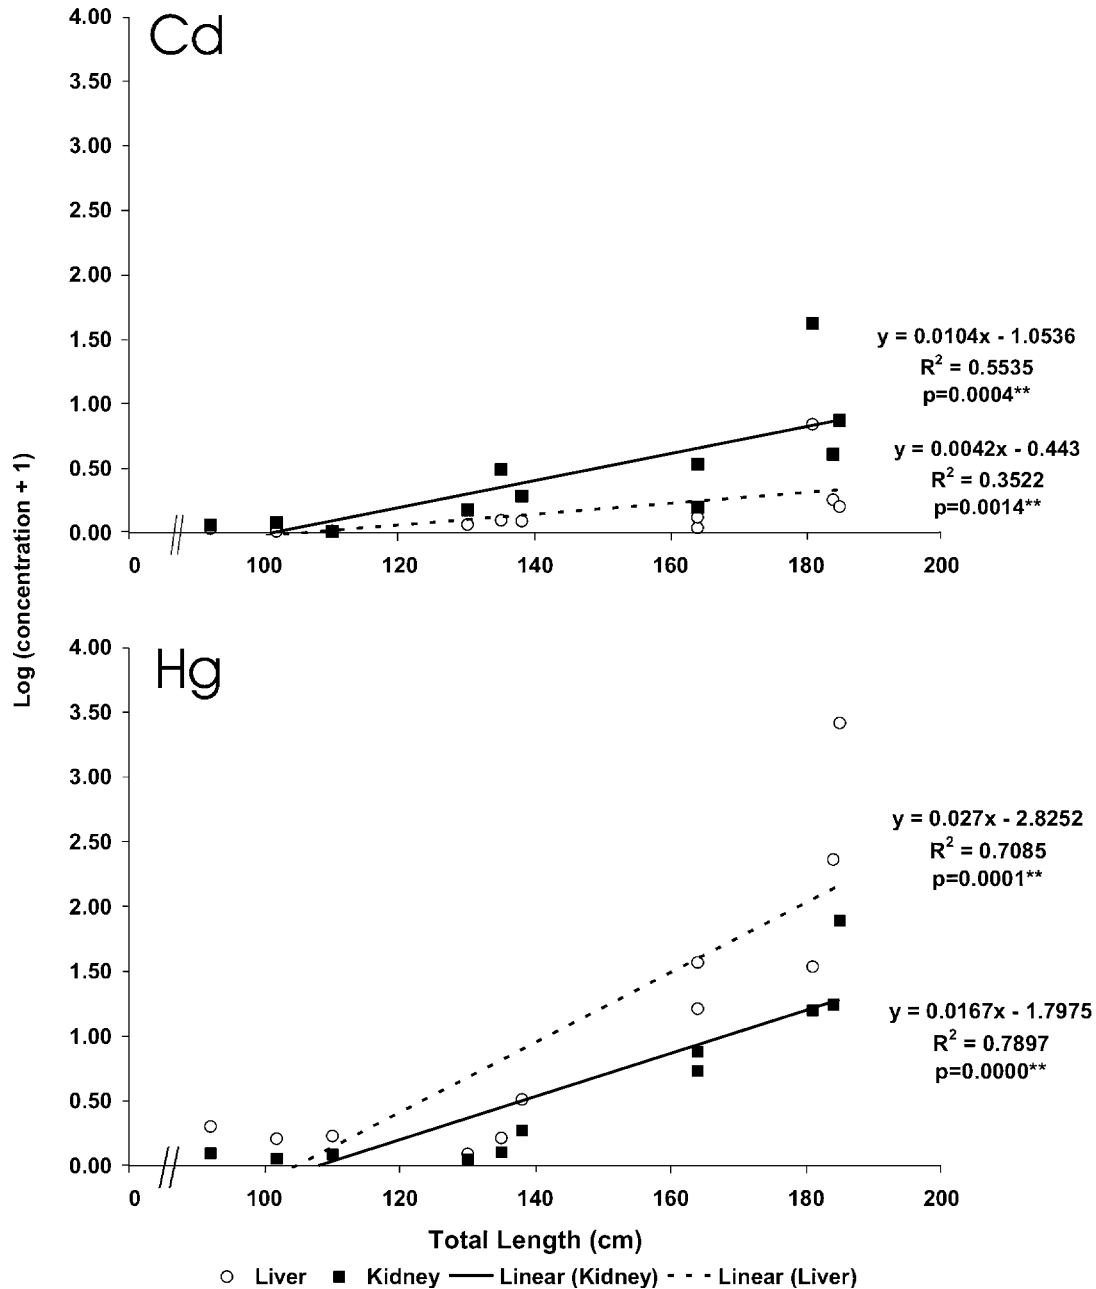 Cd
4.00
3.50
3.00
2.50
2.00
1.50
1.00
0.50
0.00
0 100 120 140 160 180 200
y = 0.0104x - 1.0536
R² = 0.5535
p=0.0004**
y = 0.0042x - 0.443
R² = 0.3522
p=0.0014**
Log (concentration + 1)
Hg
4.00
3.50
3.00
2.50
2.00
1.50
1.00
0.50
0.00
0 100 120 140 160 180 200
y = 0.027x - 2.8252
R² = 0.7085
p=0.0001**
y = 0.0167x - 1.7975
R² = 0.7897
p=0.0000**
Total Length (cm)
Liver Kidney Linear (Kidney) Linear (Liver)